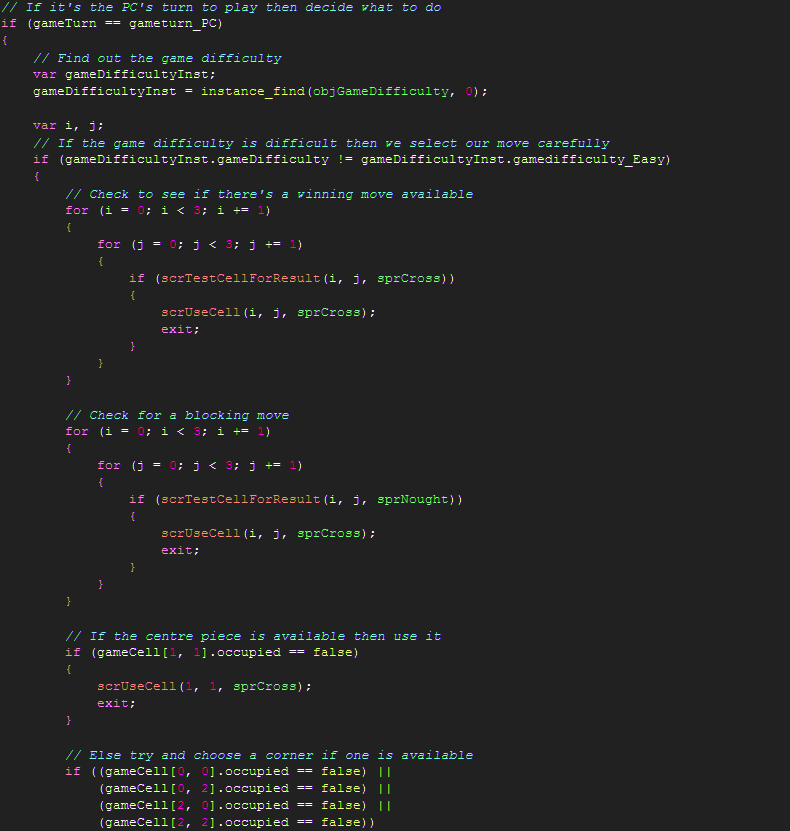 // If it's the PC's turn to play then decide what to do
if (gameTurn == gameturn_PC)
{
    // Find out the game difficulty
    var gameDifficultyInst;
    gameDifficultyInst = instance_find(objGameDifficulty, 0);

    var i, j;
    // If the game difficulty is difficult then we select our move carefully
    if (gameDifficultyInst.gameDifficulty != gameDifficultyInst.gamedifficulty_Easy)
    {
        // Check to see if there's a winning move available
        for (i = 0; i < 3; i += 1)
        {
            for (j = 0; j < 3; j += 1)
            {
                if (scrTestCellForResult(i, j, sprCross))
                {
                    scrUseCell(i, j, sprCross);
                    exit;
                }
            }
        }

        // Check for a blocking move
        for (i = 0; i < 3; i += 1)
        {
            for (j = 0; j < 3; j += 1)
            {
                if (scrTestCellForResult(i, j, sprNought))
                {
                    scrUseCell(i, j, sprCross);
                    exit;
                }
            }
        }

        // If the centre piece is available then use it
        if (gameCell[1, 1].occupied == false)
        {
            scrUseCell(1, 1, sprCross);
            exit;
        }

        // Else try and choose a corner if one is available
        if ((gameCell[0, 0].occupied == false) ||
            (gameCell[0, 2].occupied == false) ||
            (gameCell[2, 0].occupied == false) ||
            (gameCell[2, 2].occupied == false))